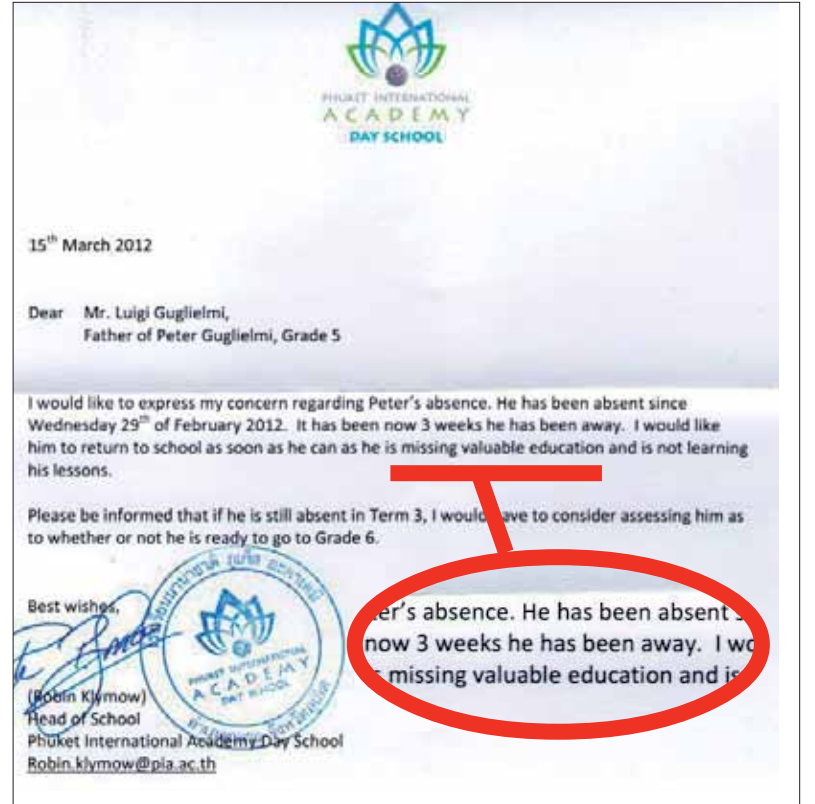 PHUKET INTERNATIONAL
ACADEMY
DAY SCHOOL
15th March 2012
Dear Mr. Luigi Guglielmi,
Father of Peter Guglielmi, Grade 5
I would like to express my concern regarding Peter's absence. He has been absent since
Wednesday 29th of February 2012. It has been now 3 weeks he has been away. I would like
him to return to school as soon as he can as he is missing valuable education and is not learning
his lessons.
Please be informed that if he is still absent in Term 3, I would have to consider assessing him as
to whether or not he is ready to go to Grade 6.
Best wishes,
er's absence. He has been absent
now 3 weeks he has been away. I wo
missing valuable education and is
PHUKET INTERNATIONAL
ACADEMY
DAY SCHOOL
(Robin Klymow)
Head of School
Phuket International Academy Day School
Robin.klymow@pia.ac.th